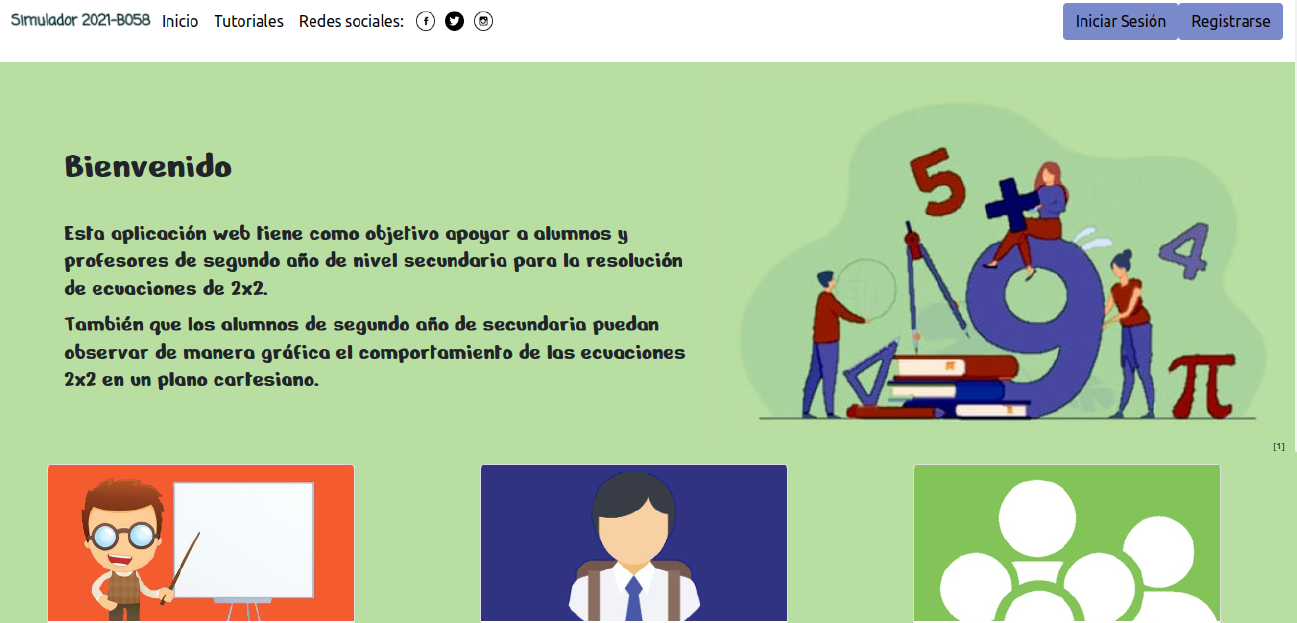 Simulador 2021-B058 Inicio Tutoriales Redes sociales: Iniciar Sesión Registrarse
Bienvenido
Esta aplicación web tiene como objetivo apoyar a alumnos y
profesores de segundo año de nivel secundaria para la resolución
de ecuaciones de 2x2.
También que los alumnos de segundo año de secundaria puedan
observar de manera gráfica el comportamiento de las ecuaciones
2x2 en un plano cartesiano.
5
+
4
9
π
[1]